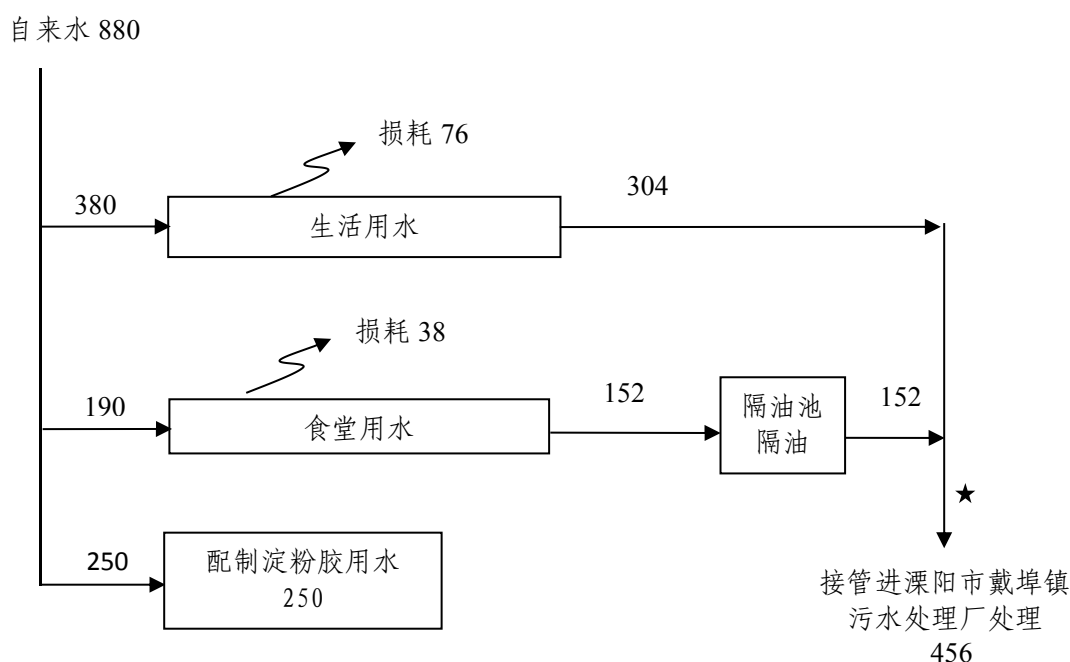 自来水 880
损耗 76
380
生活用水
304
损耗 38
190
食堂用水
152
隔油池
隔油
152
★
250
配制淀粉胶用水
250
接管进溧阳市戴埠镇
污水处理厂处理
456